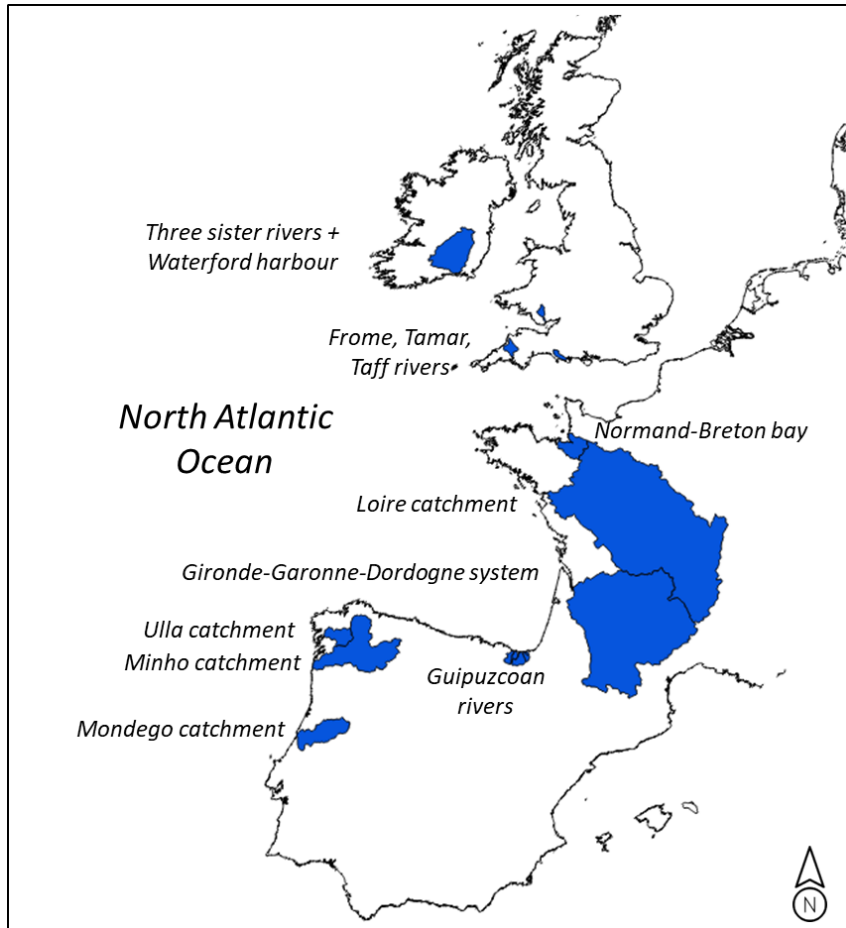 Three sister rivers +
Waterford harbour
Frome, Tamar,
Taff rivers
North Atlantic
Ocean
Normand-Breton bay
Loire catchment
Gironde-Garonne-Dordogne system
Ulla catchment
Minho catchment
Guipuzcoan
rivers
Mondego catchment
N